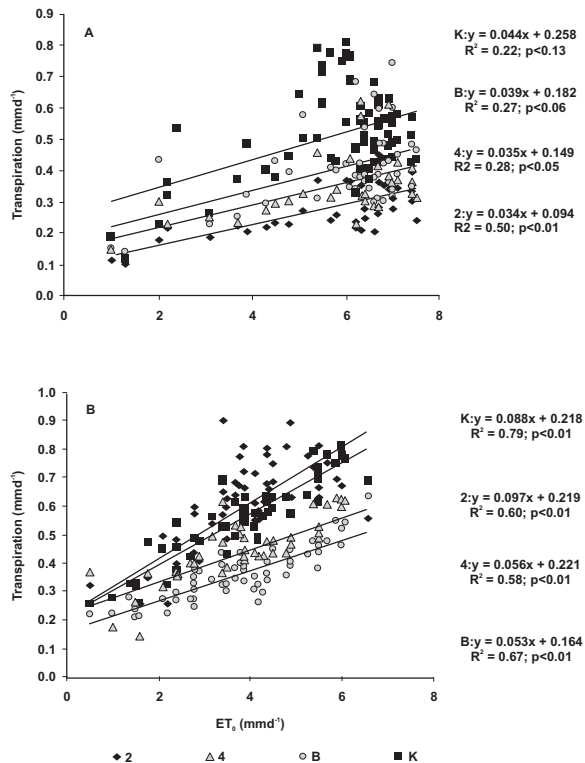 A
Transpiration (mmd⁻¹)
0.9
0.8
0.7
0.6
0.5
0.4
0.3
0.2
0.1
0.0
0 2 4 6 8
K:y = 0.044x + 0.258
R² = 0.22; p<0.13
B:y = 0.039x + 0.182
R² = 0.27; p<0.06
4:y = 0.035x + 0.149
R2 = 0.28; p<0.05
2:y = 0.034x + 0.094
R2 = 0.50; p<0.01
B
Transpiration (mmd⁻¹)
1.0
0.9
0.8
0.7
0.6
0.5
0.4
0.3
0.2
0.1
0.0
0 2 4 6 8
ET₀ (mmd⁻¹)
K:y = 0.088x + 0.218
R² = 0.79; p<0.01
2:y = 0.097x + 0.219
R² = 0.60; p<0.01
4:y = 0.056x + 0.221
R² = 0.58; p<0.01
B:y = 0.053x + 0.164
R² = 0.67; p<0.01
2 4 B K